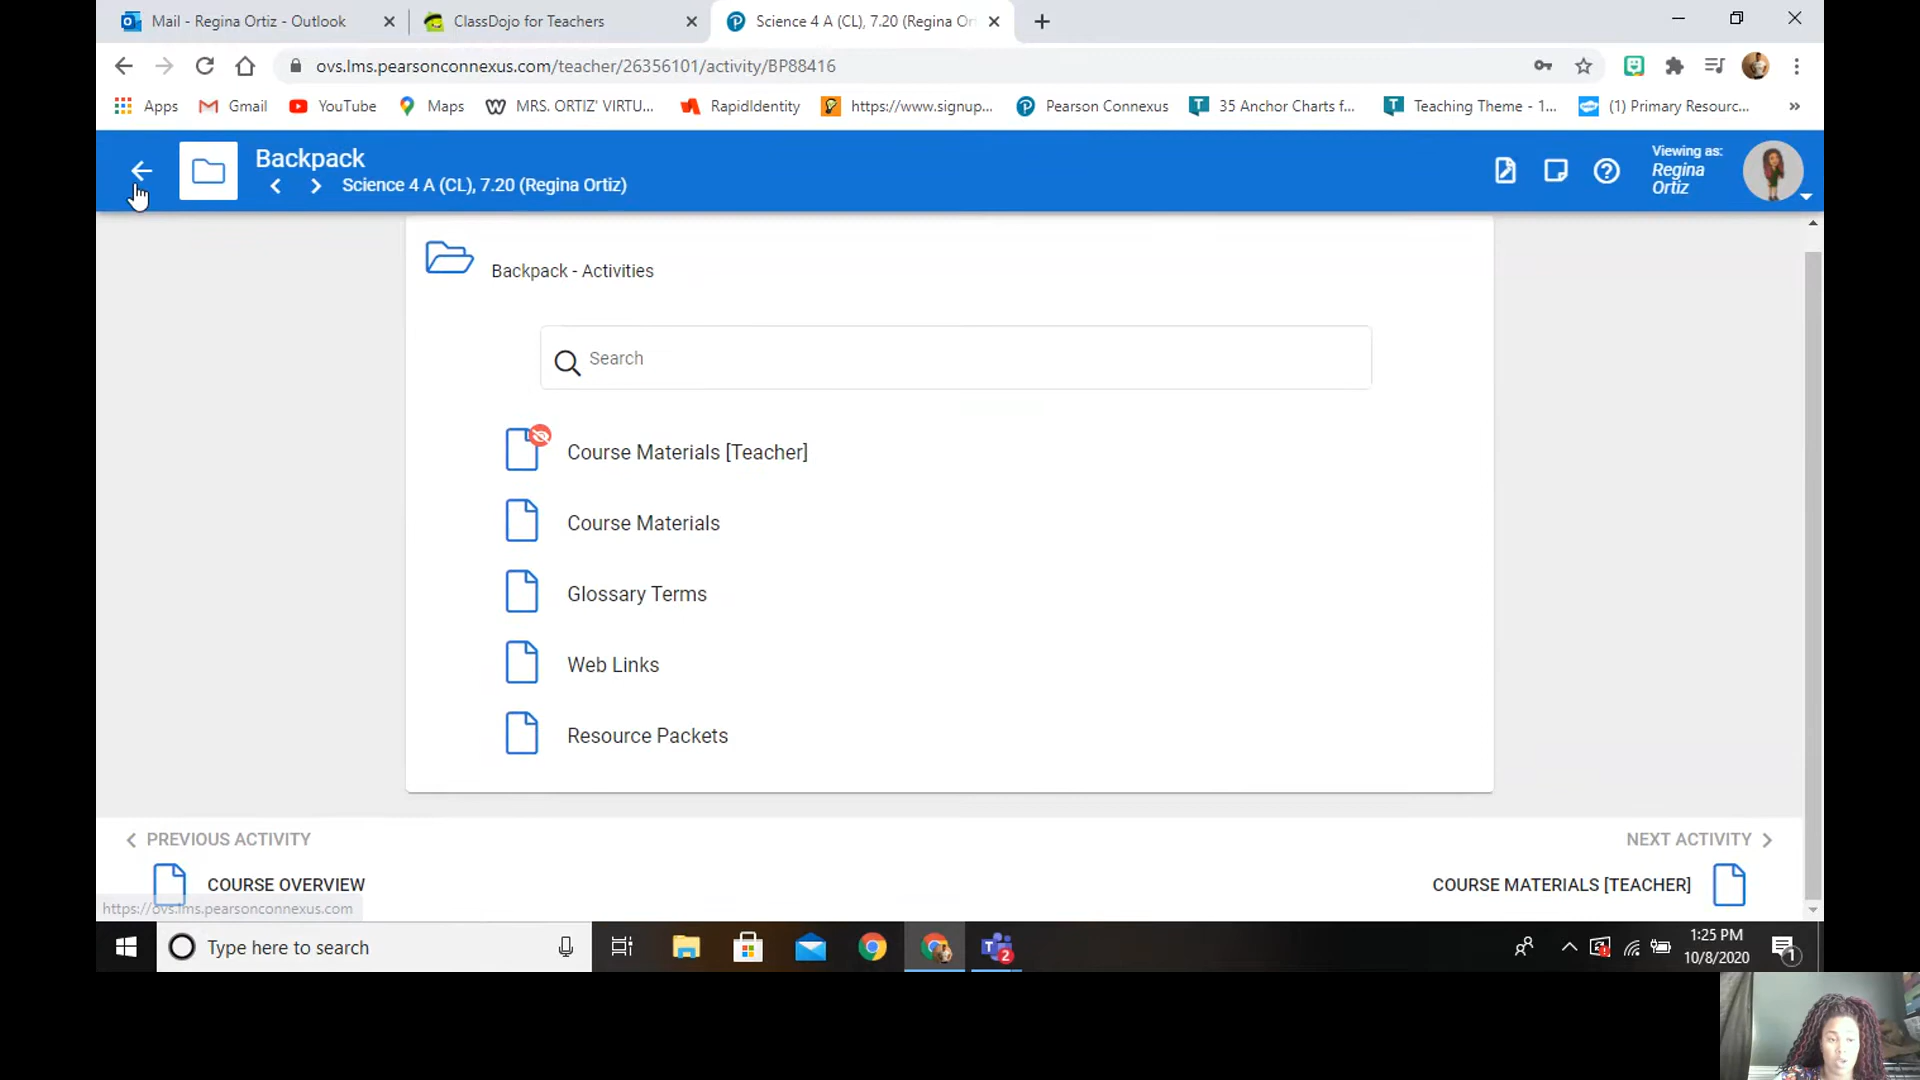 Mail - Regina Ortiz - Outlook
ClassDojo for Teachers
Science 4 A (CL), 7.20 (Regina Or
ovs.lms.pearsonconnexus.com/teacher/26356101/activity/BP88416
Apps
Gmail
YouTube
Maps
MRS. ORTIZ' VIRTU...
RapidIdentity
https://www.signup...
Pearson Connexus
35 Anchor Charts f...
Teaching Theme - 1...
(1) Primary Resourc...
»
Backpack
Science 4 A (CL), 7.20 (Regina Ortiz)
Viewing as:
Regina
Ortiz
Backpack - Activities
Search
Course Materials [Teacher]
Course Materials
Glossary Terms
Web Links
Resource Packets
PREVIOUS ACTIVITY
NEXT ACTIVITY
COURSE OVERVIEW
COURSE MATERIALS [TEACHER]
https://ovs.lms.pearsonconnexus.com
Type here to search
2
1:25 PM
10/8/2020
1